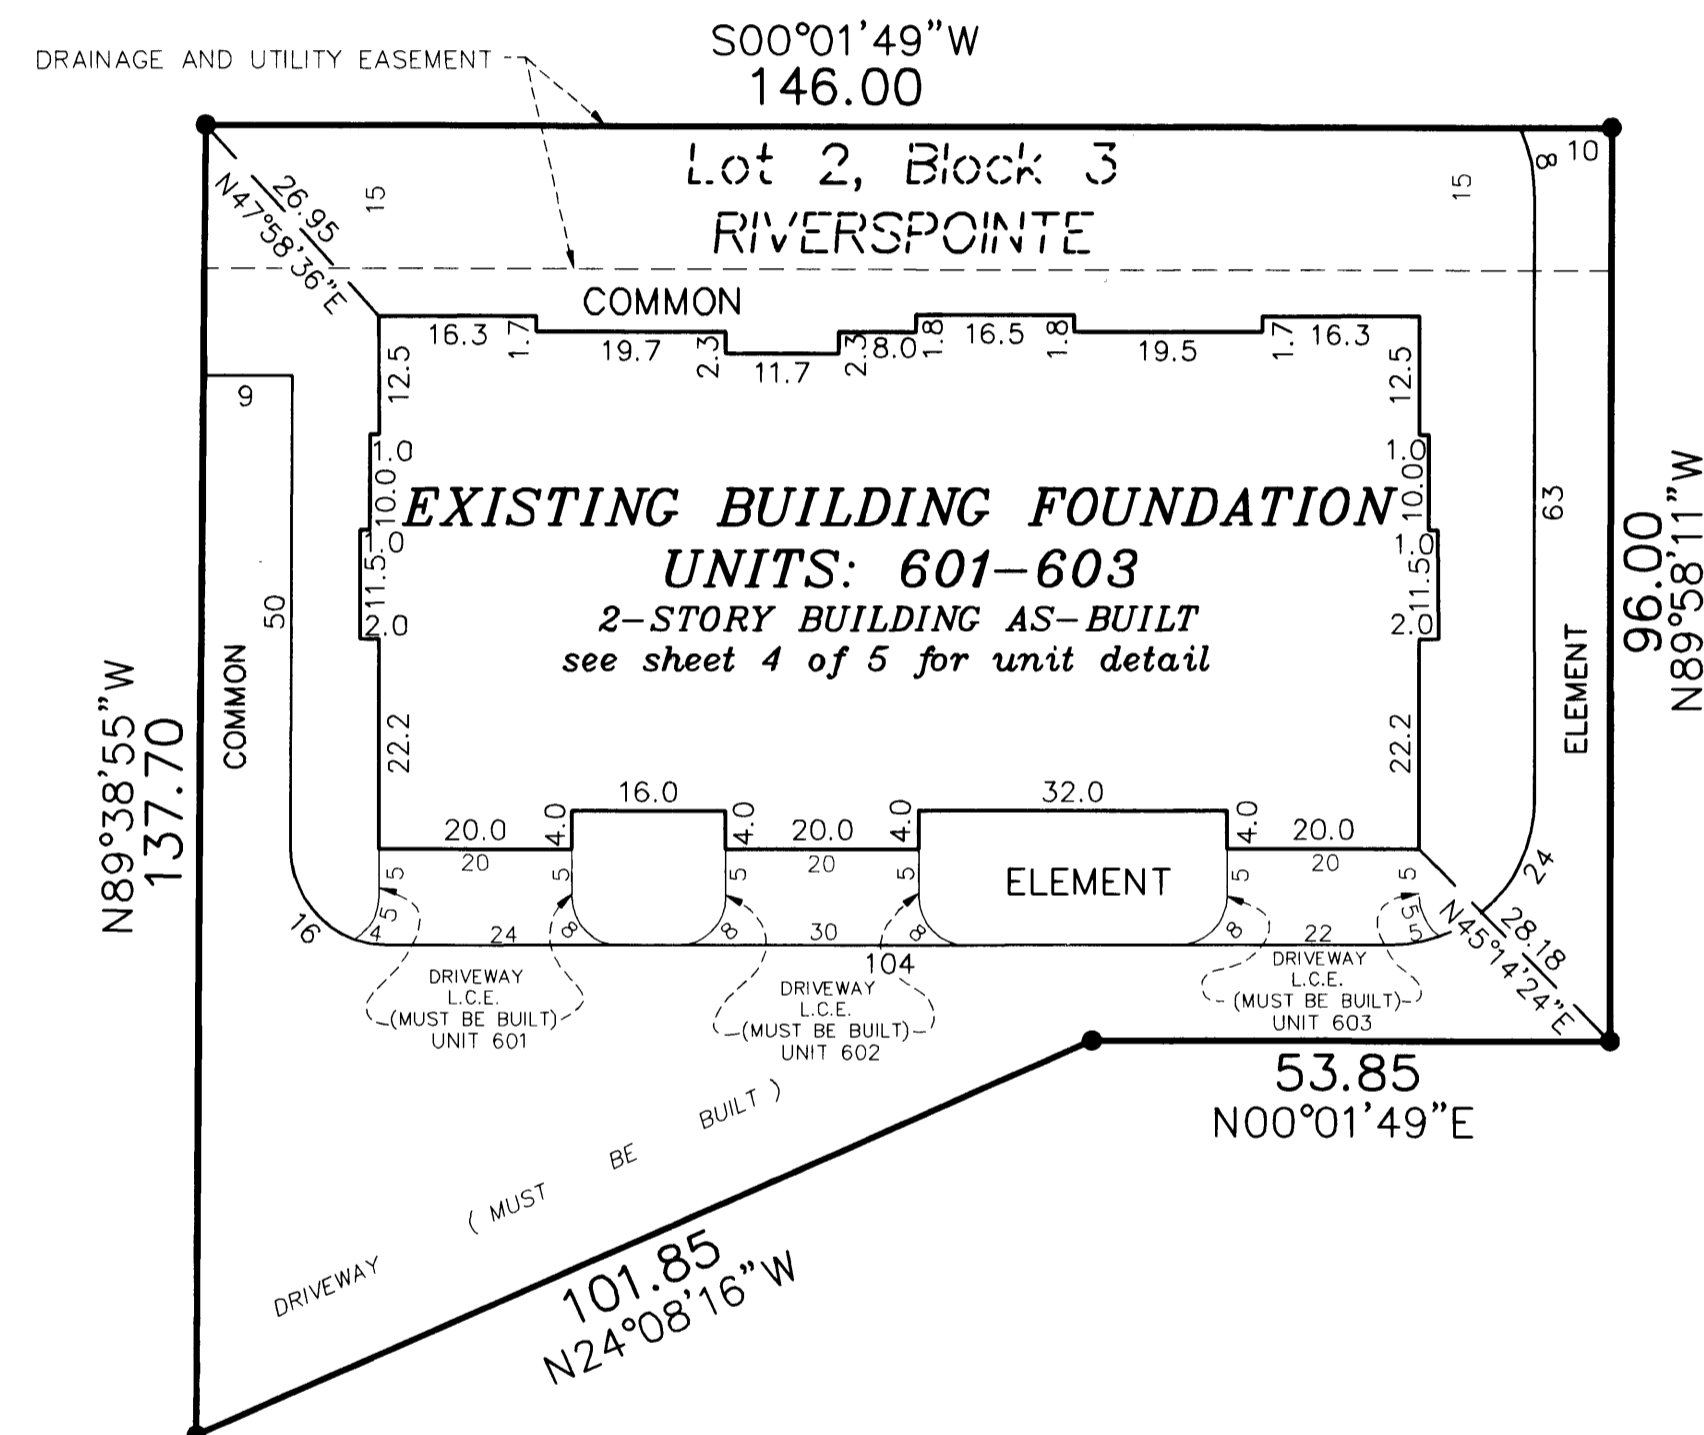 DRAINAGE AND UTILITY EASEMENT
S00°01'49"W
146.00
Lot 2, Block 3
RIVERSPOINTE
8 10
15
15
26.95
N47°58'36"E
COMMON
16.3
1.7
19.7
2.3
11.7
2.3
8.0
1.8
16.5
1.8
19.5
1.7
16.3
12.5
12.5
9
1.0
10.0
1.0
11.5
2.0
1.0
10.0
1.0
11.5
2.0
EXISTING BUILDING FOUNDATION
UNITS: 601-603
2-STORY BUILDING AS-BUILT
see sheet 4 of 5 for unit detail
50
COMMON
63
ELEMENT
96.00
N89°58'11"W
N89°38'55"W
137.70
22.2
22.2
16.0
32.0
20.0
4.0
4.0
20.0
4.0
4.0
20.0
20
20
20
5
5
5
5
5
5
ELEMENT
24
16
5
4
24
8
8
30
8
8
22
5
5
104
28.18
N45°14'24"E
DRIVEWAY
L.C.E.
(MUST BE BUILT)
UNIT 601
DRIVEWAY
L.C.E.
(MUST BE BUILT)
UNIT 602
DRIVEWAY
L.C.E.
(MUST BE BUILT)
UNIT 603
53.85
N00°01'49"E
DRIVEWAY ( MUST BE BUILT )
101.85
N24°08'16"W